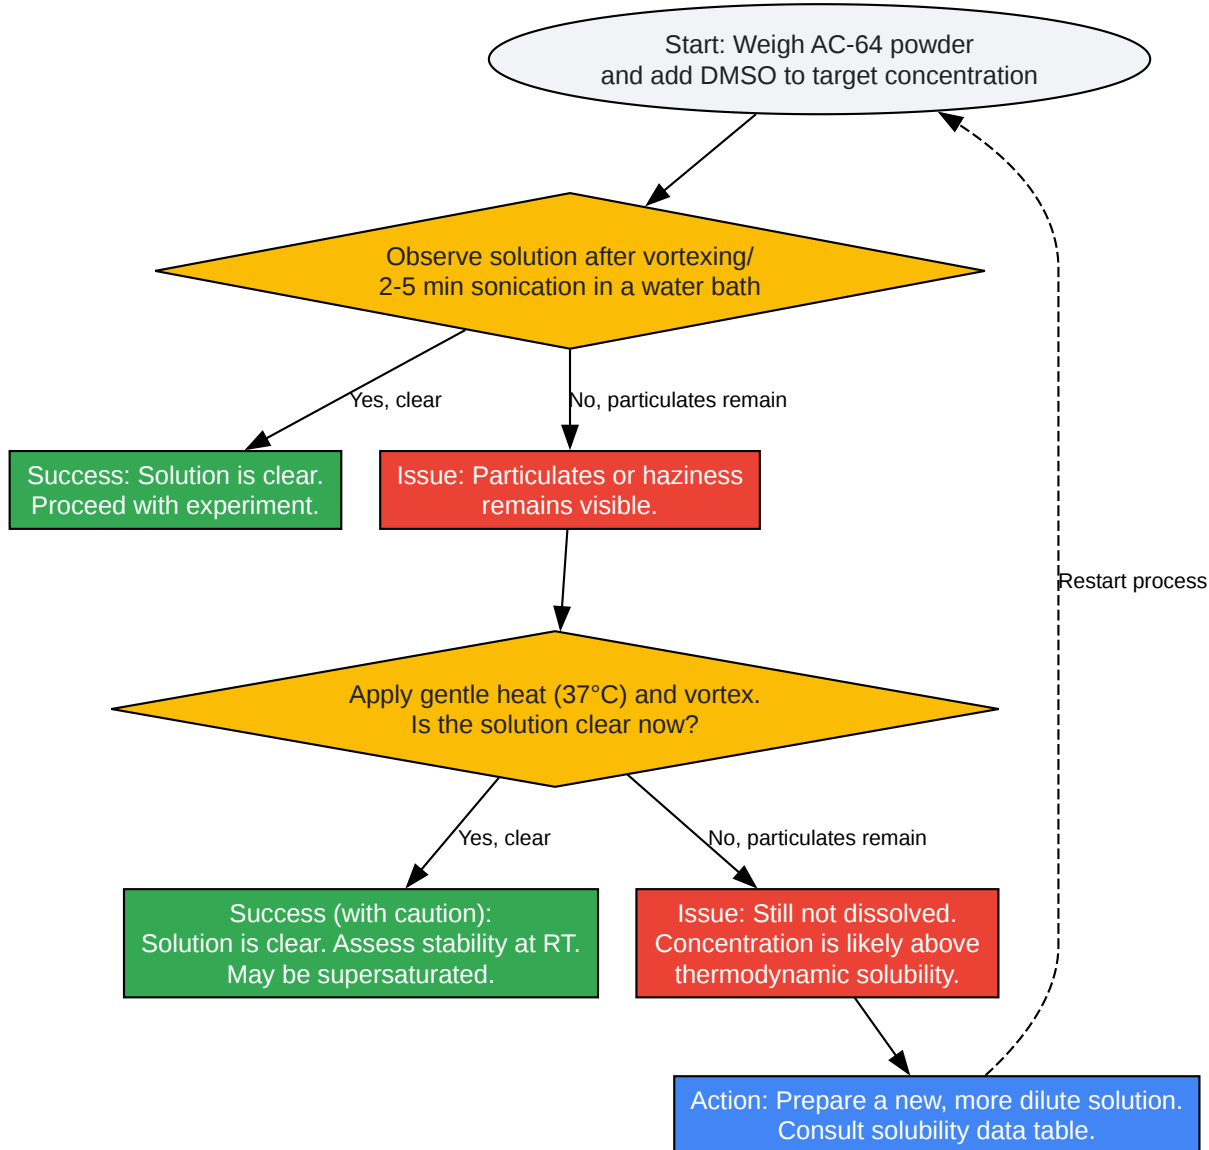 Start: Weigh AC-64 powder
and add DMSO to target concentration
Observe solution after vortexing/
2-5 min sonication in a water bath
Yes, clear
No, particulates remain
Success: Solution is clear.
Proceed with experiment.
Issue: Particulates or haziness
remains visible.
Restart process
Apply gentle heat (37°C) and vortex.
Is the solution clear now?
Yes, clear
No, particulates remain
Success (with caution):
Solution is clear. Assess stability at RT.
May be supersaturated.
Issue: Still not dissolved.
Concentration is likely above
thermodynamic solubility.
Action: Prepare a new, more dilute solution.
Consult solubility data table.